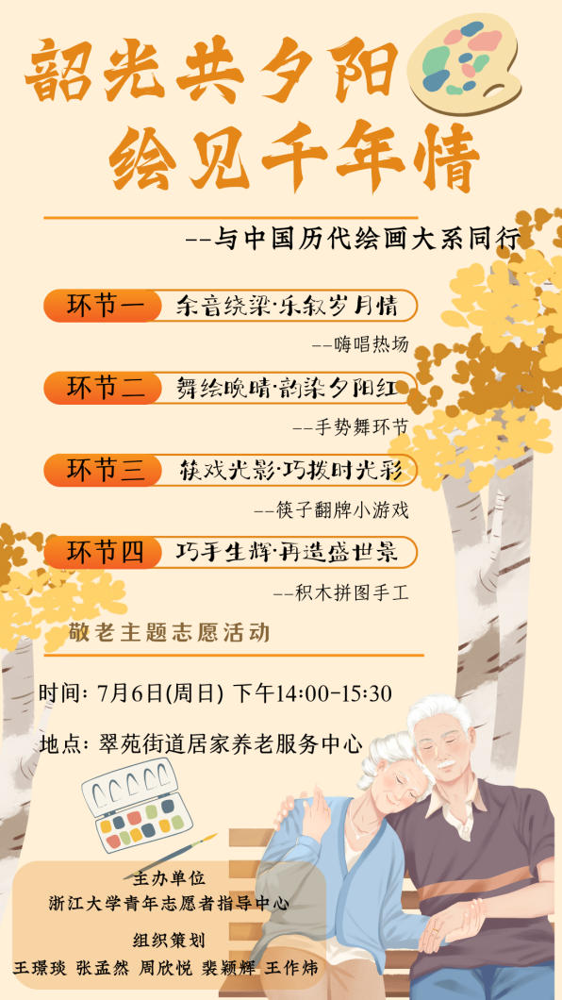 韶光共夕阳
绘见千年情
--与中国历代绘画大系同行
环节一 余音绕梁·乐叙岁月情
--嗨唱热场
环节二 舞绘晚晴·韵染夕阳红
--手势舞环节
环节三 筷戏光影·巧拨时光彩
--筷子翻牌小游戏
环节四 巧手生辉·再造盛世景
--积木拼图手工
敬老主题志愿活动
时间: 7月6日(周日) 下午14:00-15:30
地点: 翠苑街道居家养老服务中心
主办单位
浙江大学青年志愿者指导中心
组织策划
王璟琰 张孟然 周欣悦 裴颖辉 王作炜